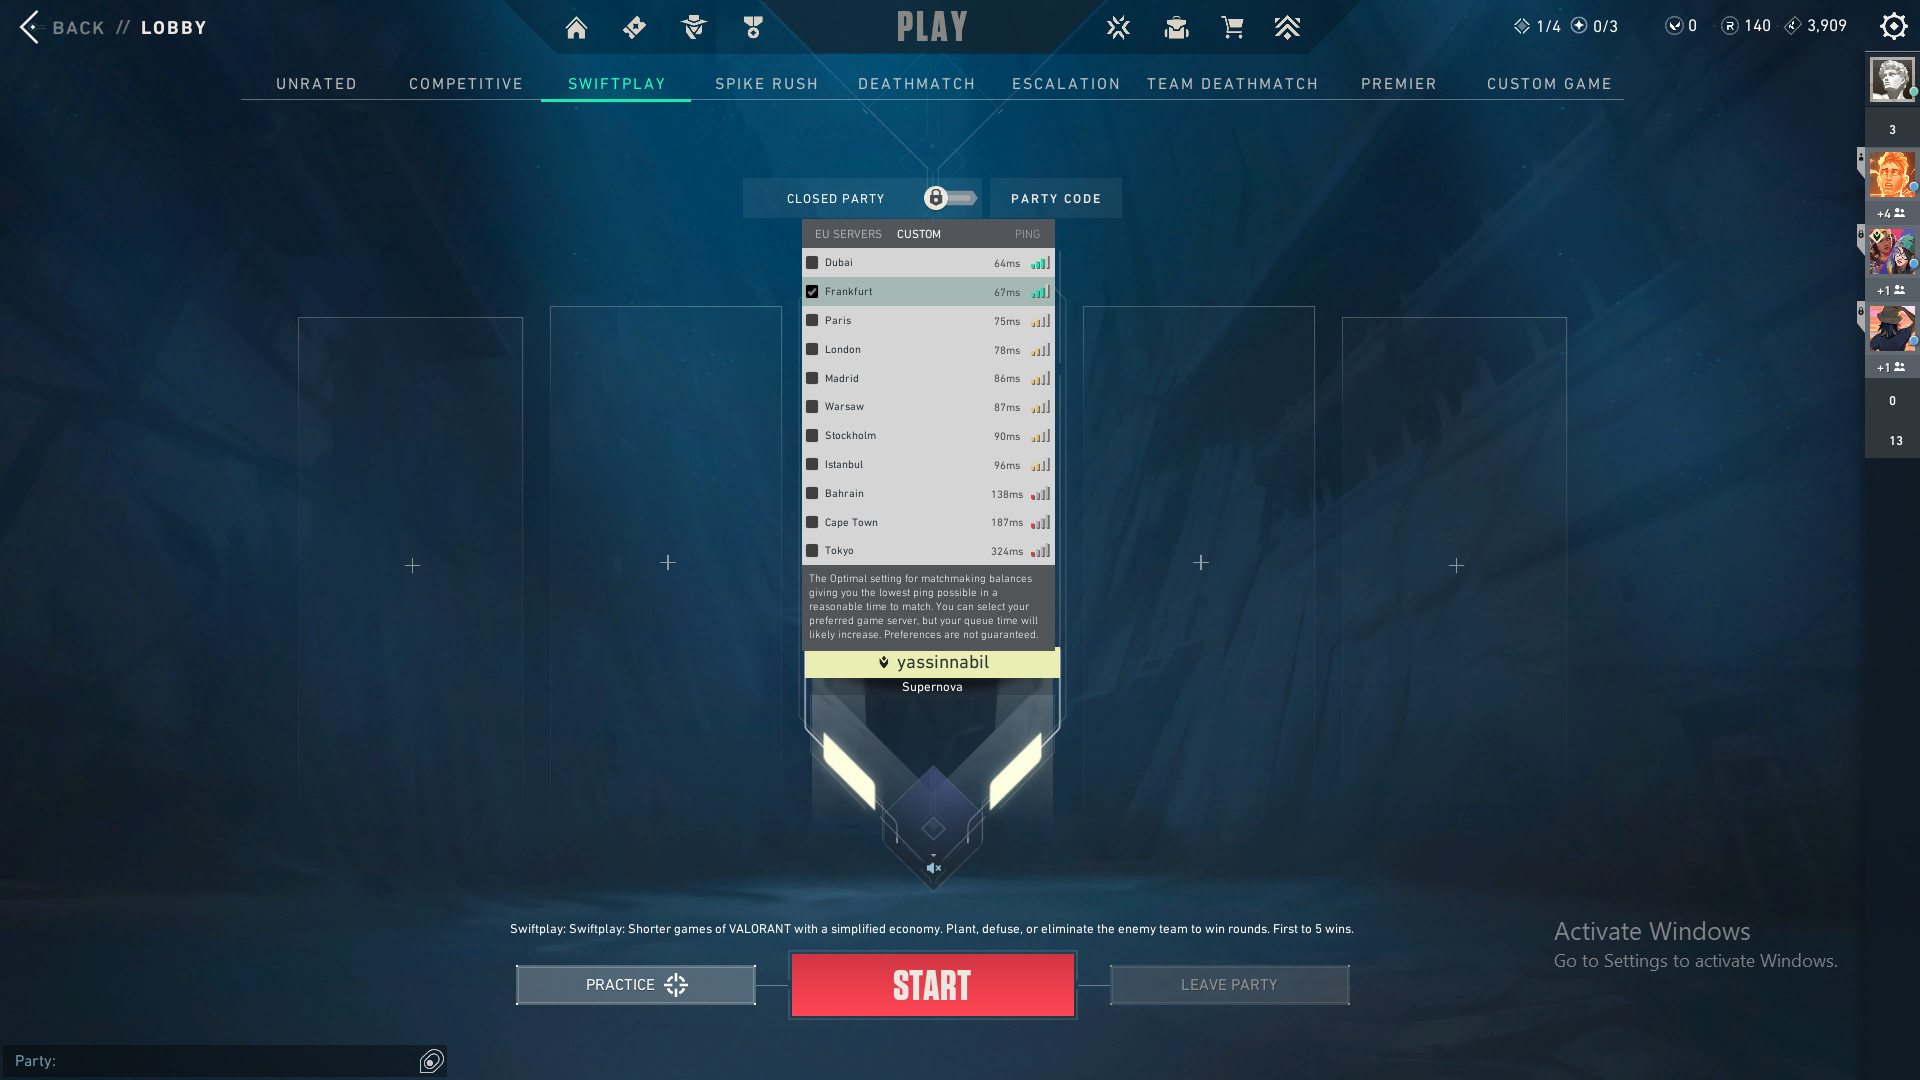 BACK // LOBBY
PLAY
1/4 0/3 0 140 3,909
UNRATED COMPETITIVE SWIFTPLAY SPIKE RUSH DEATHMATCH ESCALATION TEAM DEATHMATCH PREMIER CUSTOM GAME
CLOSED PARTY PARTY CODE
EU SERVERS CUSTOM PING
Dubai 64ms
Frankfurt 67ms
Paris 75ms
London 78ms
Madrid 86ms
Warsaw 87ms
Stockholm 90ms
Istanbul 96ms
Bahrain 138ms
Cape Town 187ms
Tokyo 324ms
The Optimal setting for matchmaking balances
giving you the lowest ping possible in a
reasonable time to match. You can select your
preferred game server, but your queue time will
likely increase. Preferences are not guaranteed.
yassinnabil
Supernova
3
+4
+1
+1
0
13
Swiftplay: Swiftplay: Shorter games of VALORANT with a simplified economy. Plant, defuse, or eliminate the enemy team to win rounds. First to 5 wins.
PRACTICE
START
LEAVE PARTY
Activate Windows
Go to Settings to activate Windows.
Party: